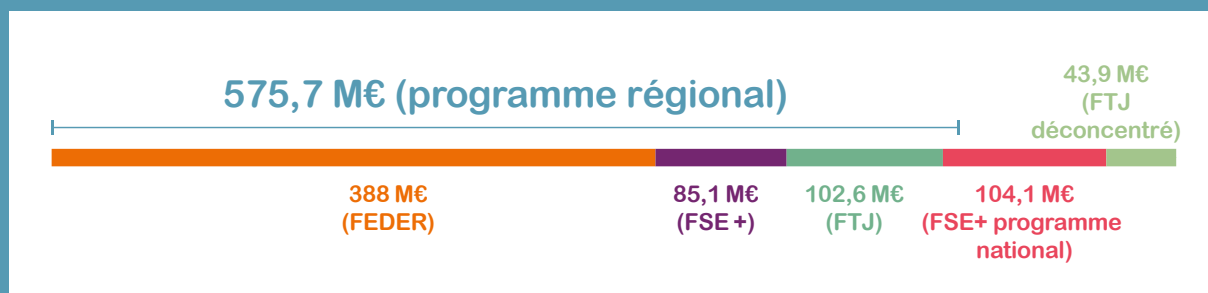 575,7 M€ (programme régional)
43,9 M€
(FTJ
déconcentré)
388 M€
(FEDER)
85,1 M€
(FSE +)
102,6 M€
(FTJ)
104,1 M€
(FSE+ programme
national)